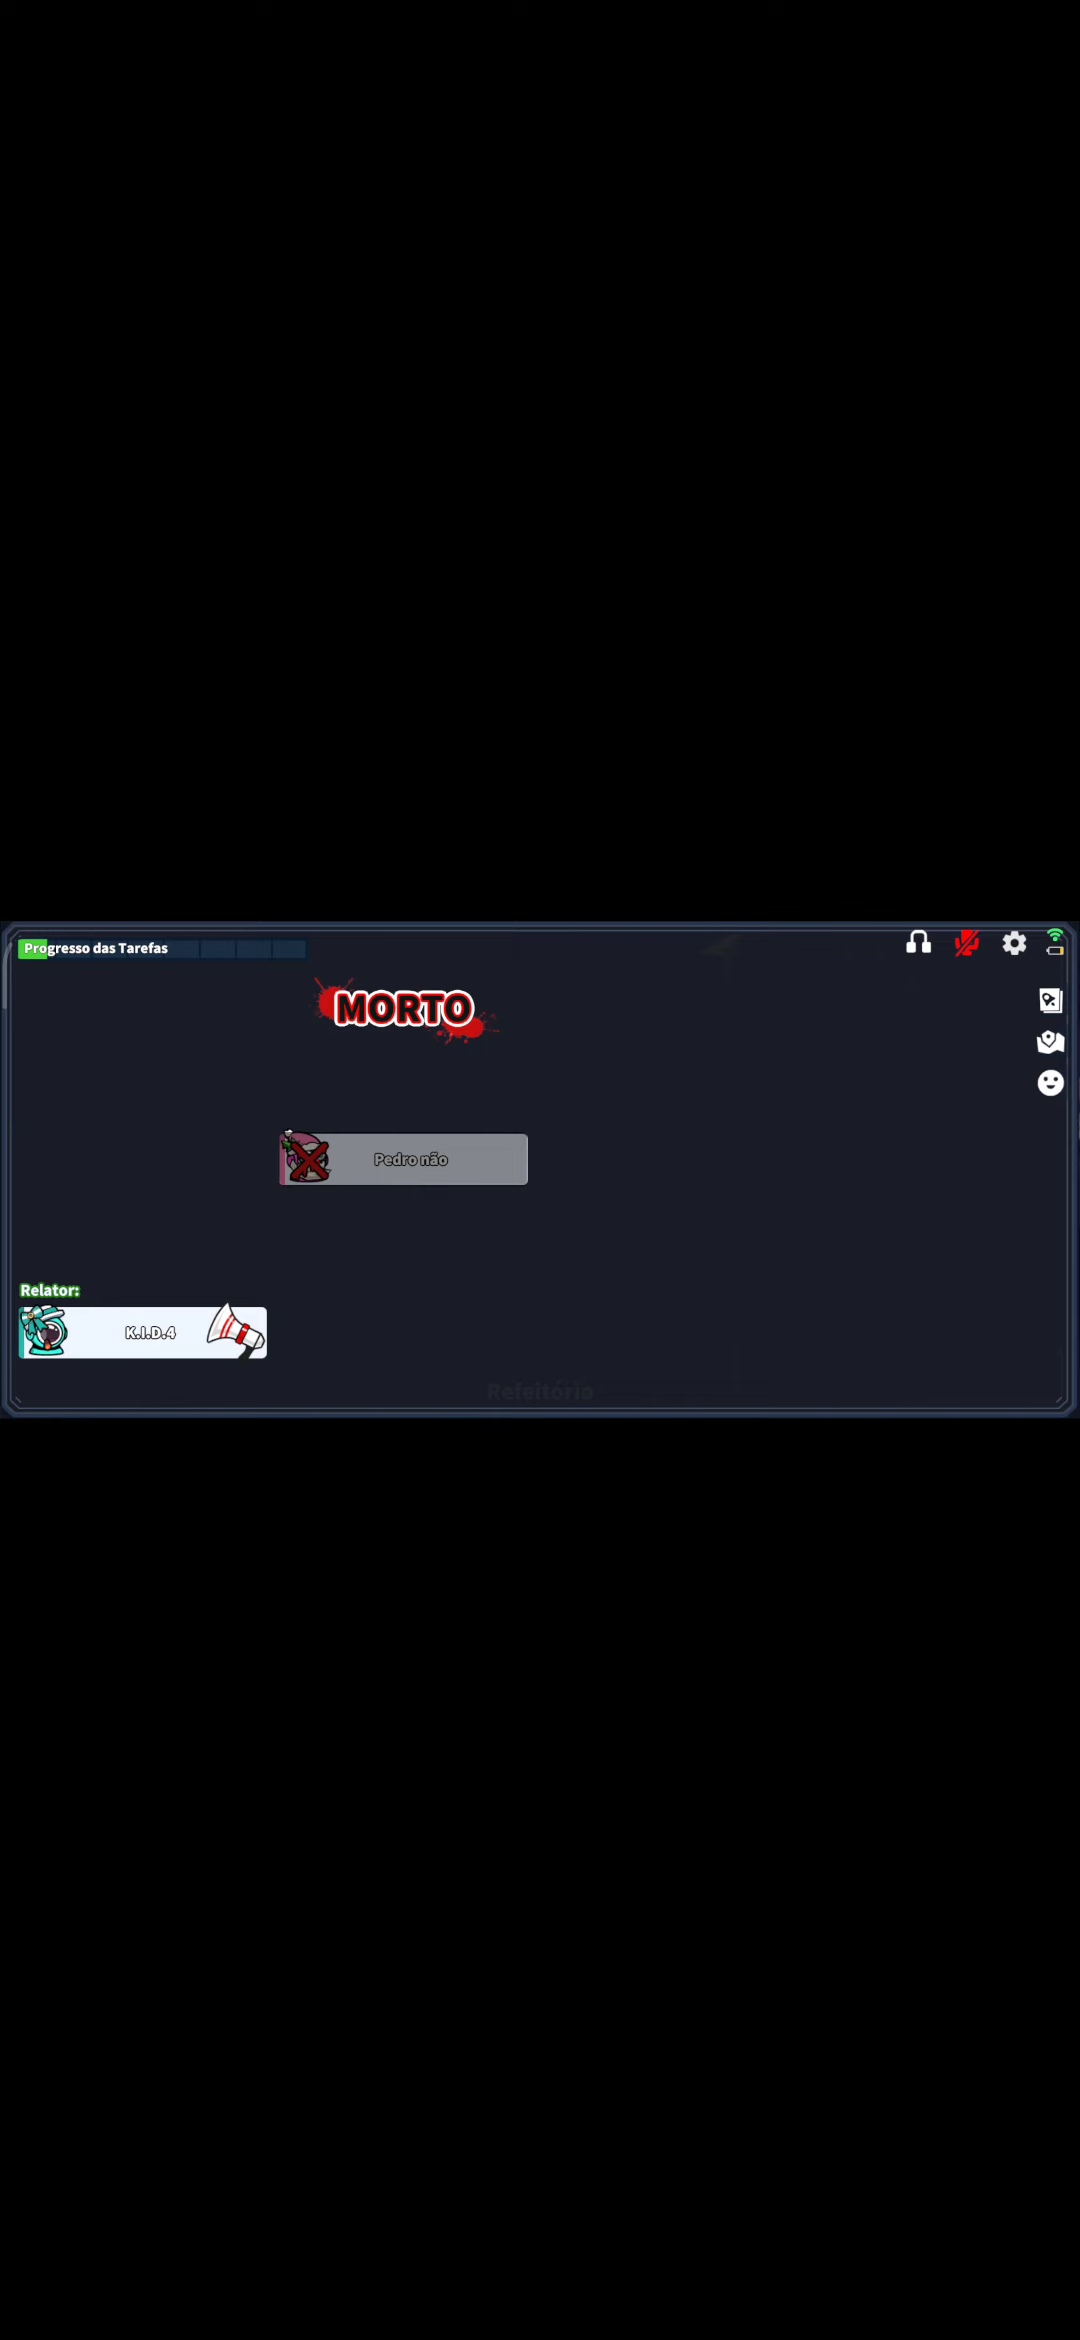 Progresso das Tarefas
MORTO
Pedro não
Relator:
K.I.D.4
Refeitório